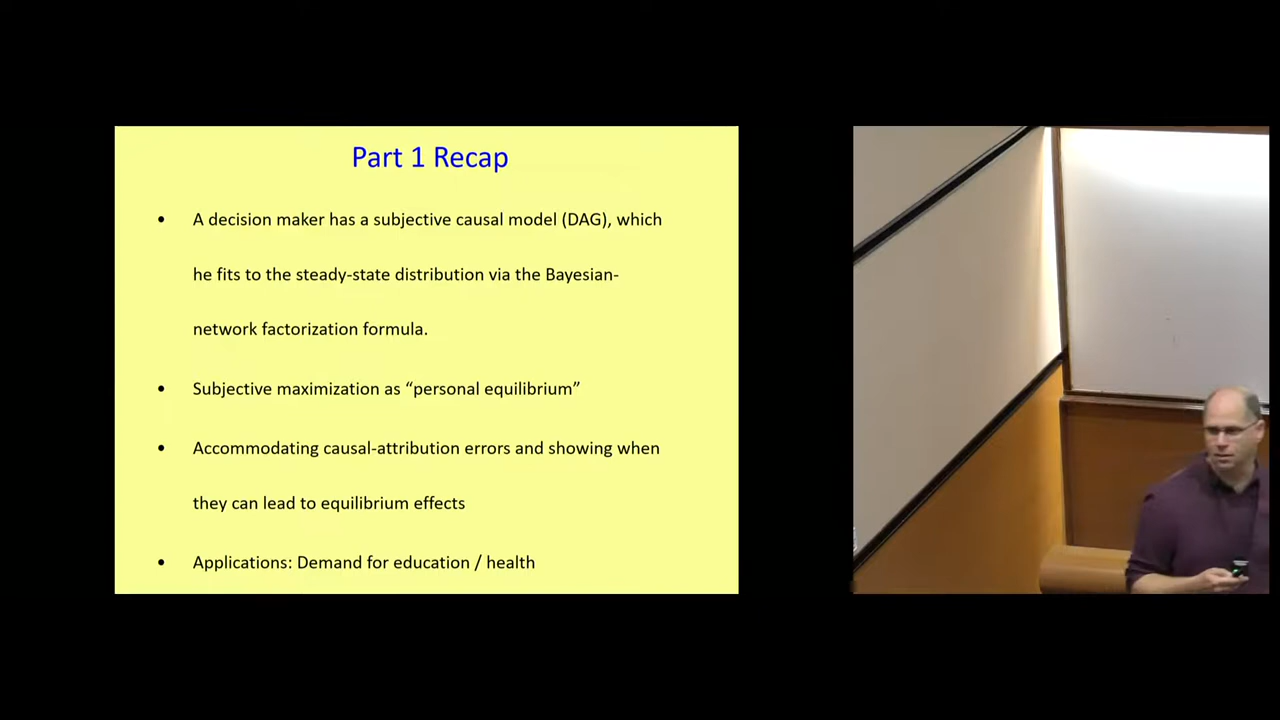 Part 1 Recap
• A decision maker has a subjective causal model (DAG), which
he fits to the steady-state distribution via the Bayesian-
network factorization formula.
• Subjective maximization as “personal equilibrium”
• Accommodating causal-attribution errors and showing when
they can lead to equilibrium effects
• Applications: Demand for education / health